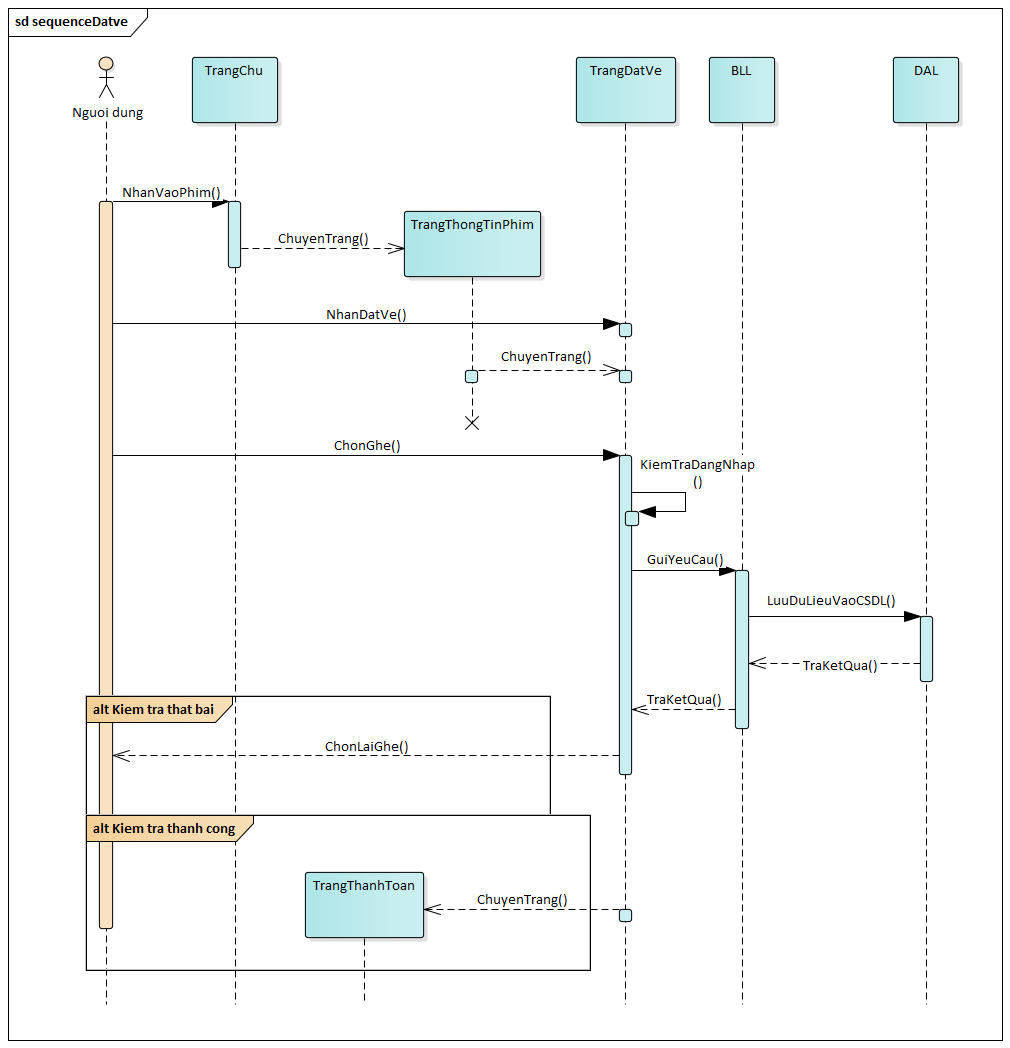 sd sequenceDatve
TrangChu
TrangDatVe
BLL
DAL
Nguoi dung
NhanVaoPhim()
TrangThongTinPhim
ChuyenTrang()
NhanDatVe()
ChuyenTrang()
ChonGhe()
KiemTraDangNhap
()
GuiYeuCau()
LuuDuLieuVaoCSDL()
TraKetQua()
TraKetQua()
alt Kiem tra that bai
ChonLaiGhe()
alt Kiem tra thanh cong
TrangThanhToan
ChuyenTrang()